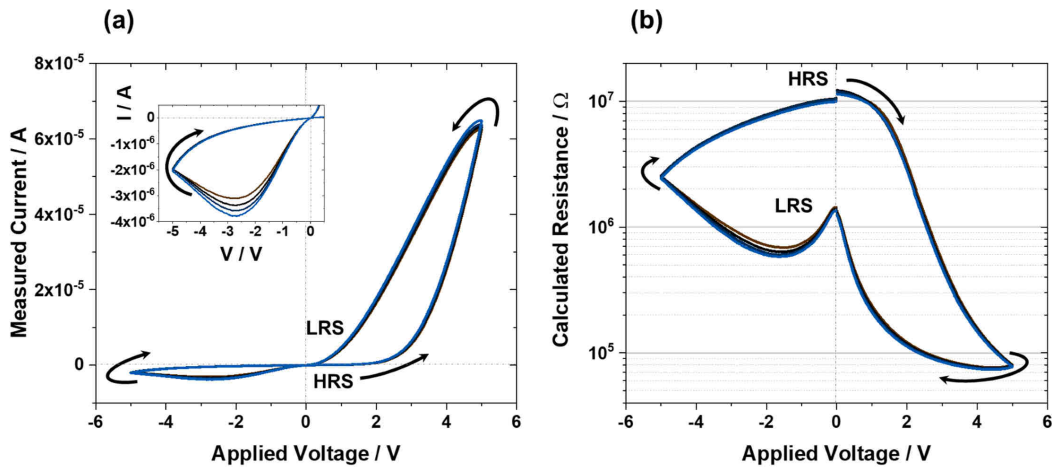 (a)
Measured Current / A
8x10⁻⁵
6x10⁻⁵
4x10⁻⁵
2x10⁻⁵
0
-6 -4 -2 0 2 4 6
Applied Voltage / V
LRS
HRS
I / A
0
-1x10⁻⁶
-2x10⁻⁶
-3x10⁻⁶
-4x10⁻⁶
-5 -4 -3 -2 -1 0
V / V
(b)
Calculated Resistance / Ω
10⁷
10⁶
10⁵
HRS
LRS
-6 -4 -2 0 2 4 6
Applied Voltage / V